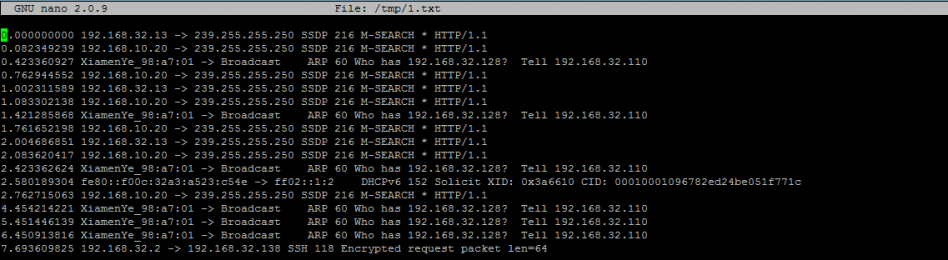 GNU nano 2.0.9 File: /tmp/1.txt
0.000000000 192.168.32.13 -> 239.255.255.250 SSDP 216 M-SEARCH * HTTP/1.1
0.082349239 192.168.10.20 -> 239.255.255.250 SSDP 216 M-SEARCH * HTTP/1.1
0.423360927 XiamenYe_98:a7:01 -> Broadcast    ARP 60 Who has 192.168.32.128?  Tell 192.168.32.110
0.762944552 192.168.10.20 -> 239.255.255.250 SSDP 216 M-SEARCH * HTTP/1.1
1.002311589 192.168.32.13 -> 239.255.255.250 SSDP 216 M-SEARCH * HTTP/1.1
1.083302138 192.168.10.20 -> 239.255.255.250 SSDP 216 M-SEARCH * HTTP/1.1
1.421285868 XiamenYe_98:a7:01 -> Broadcast    ARP 60 Who has 192.168.32.128?  Tell 192.168.32.110
1.761652198 192.168.10.20 -> 239.255.255.250 SSDP 216 M-SEARCH * HTTP/1.1
2.004686851 192.168.32.13 -> 239.255.255.250 SSDP 216 M-SEARCH * HTTP/1.1
2.083620417 192.168.10.20 -> 239.255.255.250 SSDP 216 M-SEARCH * HTTP/1.1
2.423362624 XiamenYe_98:a7:01 -> Broadcast    ARP 60 Who has 192.168.32.128?  Tell 192.168.32.110
2.580189304 fe80::f00c:32a3:a523:c54e -> ff02::1:2    DHCPv6 152 Solicit XID: 0x3a6610 CID: 00010001096782ed24be051f771c
2.762715063 192.168.10.20 -> 239.255.255.250 SSDP 216 M-SEARCH * HTTP/1.1
4.454214221 XiamenYe_98:a7:01 -> Broadcast    ARP 60 Who has 192.168.32.128?  Tell 192.168.32.110
5.451446139 XiamenYe_98:a7:01 -> Broadcast    ARP 60 Who has 192.168.32.128?  Tell 192.168.32.110
6.450913816 XiamenYe_98:a7:01 -> Broadcast    ARP 60 Who has 192.168.32.128?  Tell 192.168.32.110
7.693609825 192.168.32.2 -> 192.168.32.138 SSH 118 Encrypted request packet len=64